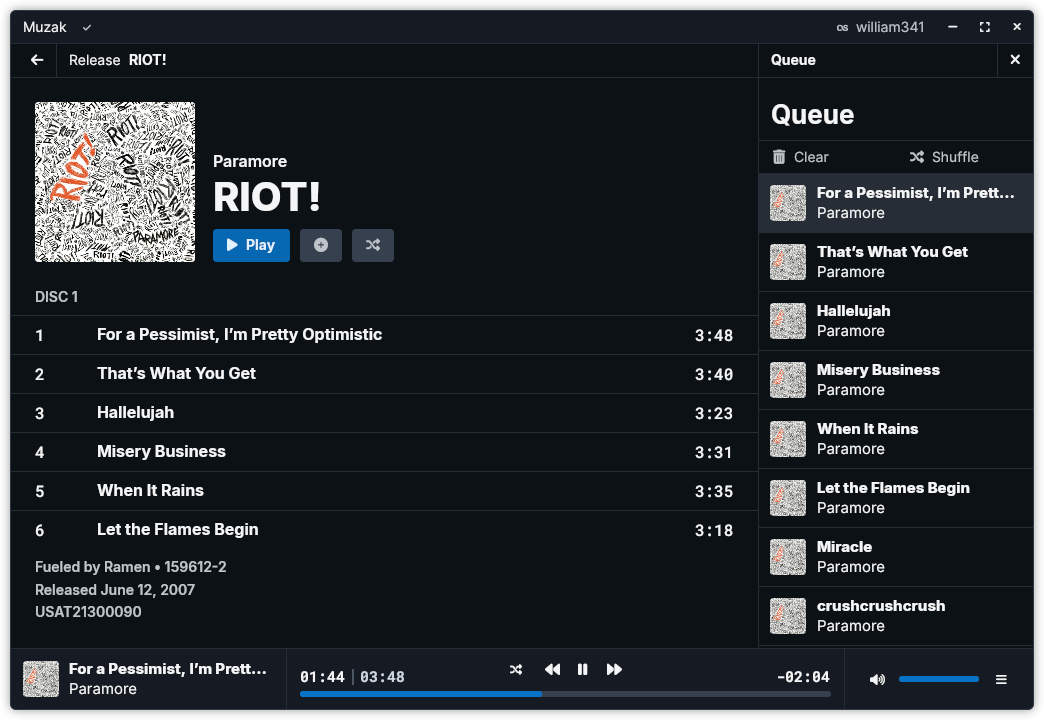 Muzak
william341
Release RIOT!
Queue
RIOT!
PARAMORE
Paramore
RIOT!
Play
DISC 1
1 For a Pessimist, I’m Pretty Optimistic 3:48
2 That’s What You Get 3:40
3 Hallelujah 3:23
4 Misery Business 3:31
5 When It Rains 3:35
6 Let the Flames Begin 3:18
Fueled by Ramen • 159612-2
Released June 12, 2007
USAT21300090
Queue
Clear Shuffle
For a Pessimist, I’m Prett…
Paramore
That’s What You Get
Paramore
Hallelujah
Paramore
Misery Business
Paramore
When It Rains
Paramore
Let the Flames Begin
Paramore
Miracle
Paramore
crushcrushcrush
Paramore
For a Pessimist, I’m Prett…
Paramore
01:44 | 03:48
-02:04